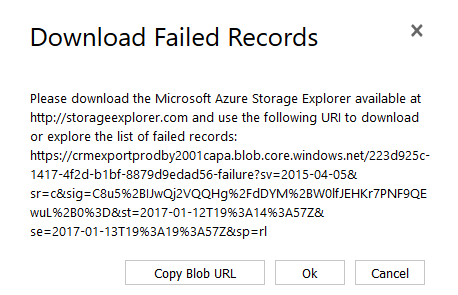 Download Failed Records
Please download the Microsoft Azure Storage Explorer available at
http://storageexplorer.com and use the following URI to download
or explore the list of failed records:
https://crmexportprodby2001capa.blob.core.windows.net/223d925c-
1417-4f2d-b1bf-8879d9edad56-failure?sv=2015-04-05&
sr=c&sig=C8u5%2BIJwQj2VQQHg%2FdDYM%2BW0lfJEHKr7PNF9QE
wuL%2B0%3D&st=2017-01-12T19%3A14%3A57Z&
se=2017-01-13T19%3A19%3A57Z&sp=rl
Copy Blob URL
Ok
Cancel